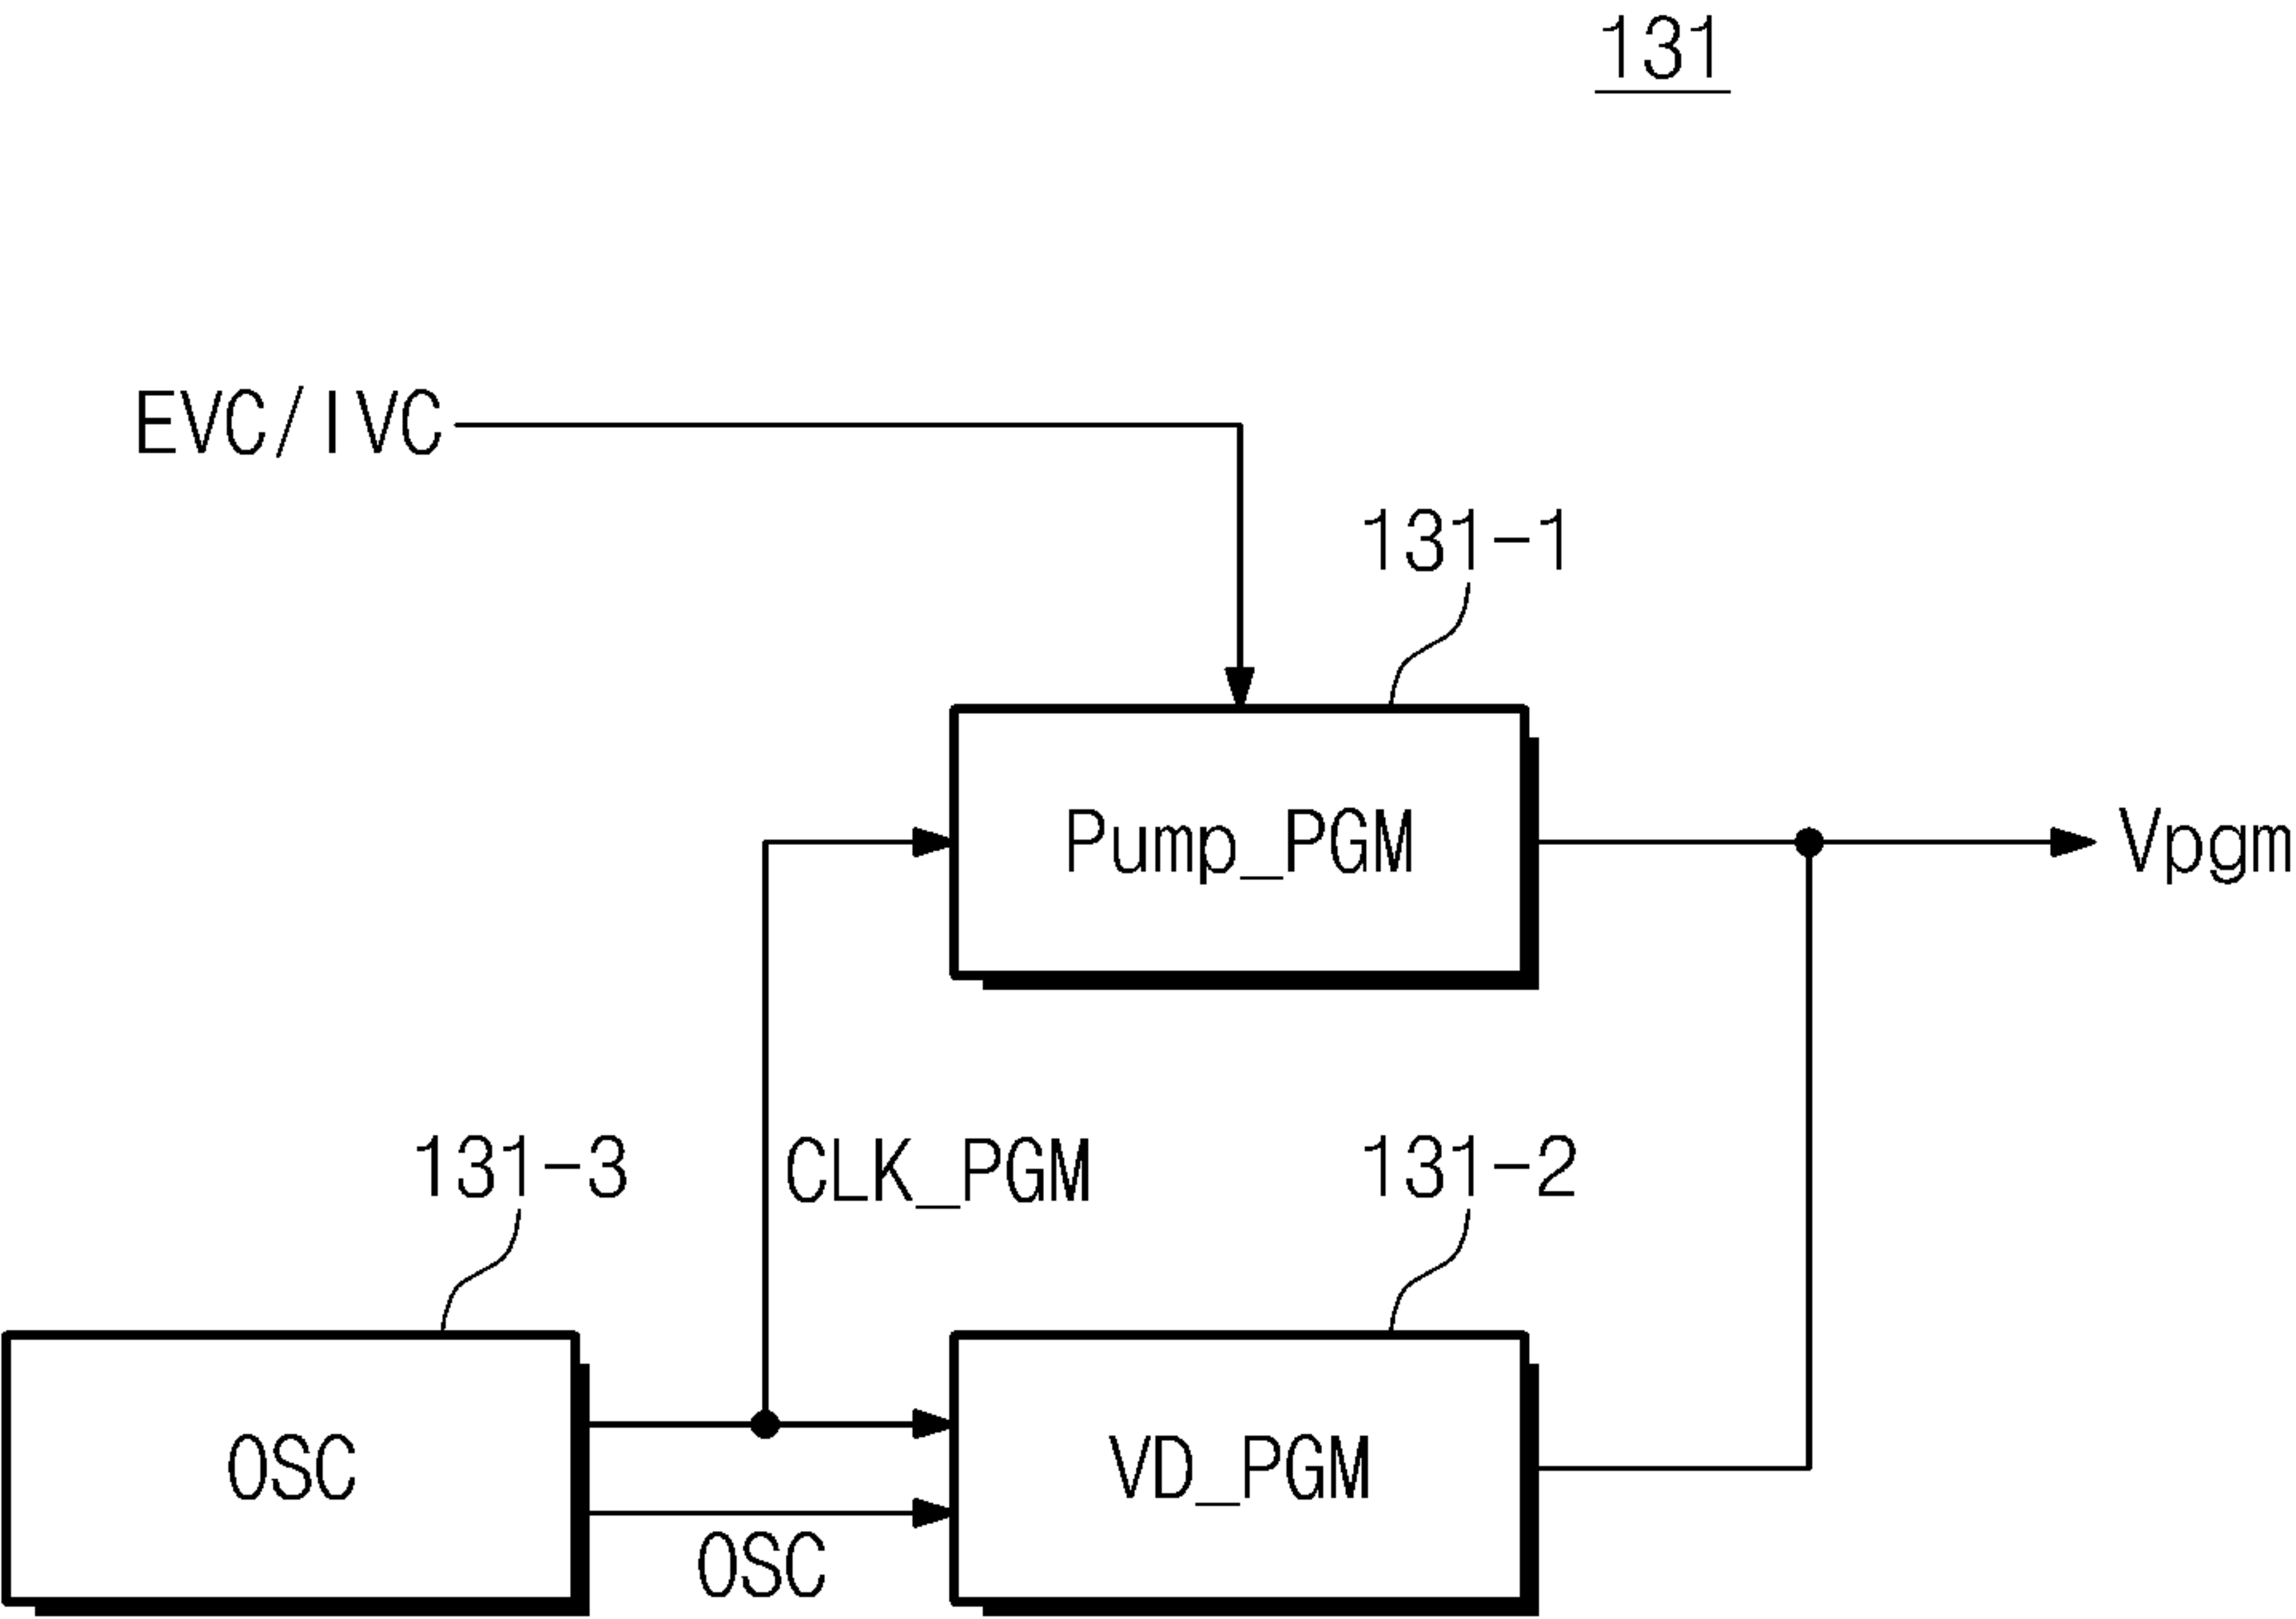 131
EVC/IVC
131-1
Pump_PGM
Vpgm
131-3
CLK_PGM
131-2
OSC
VD_PGM
OSC